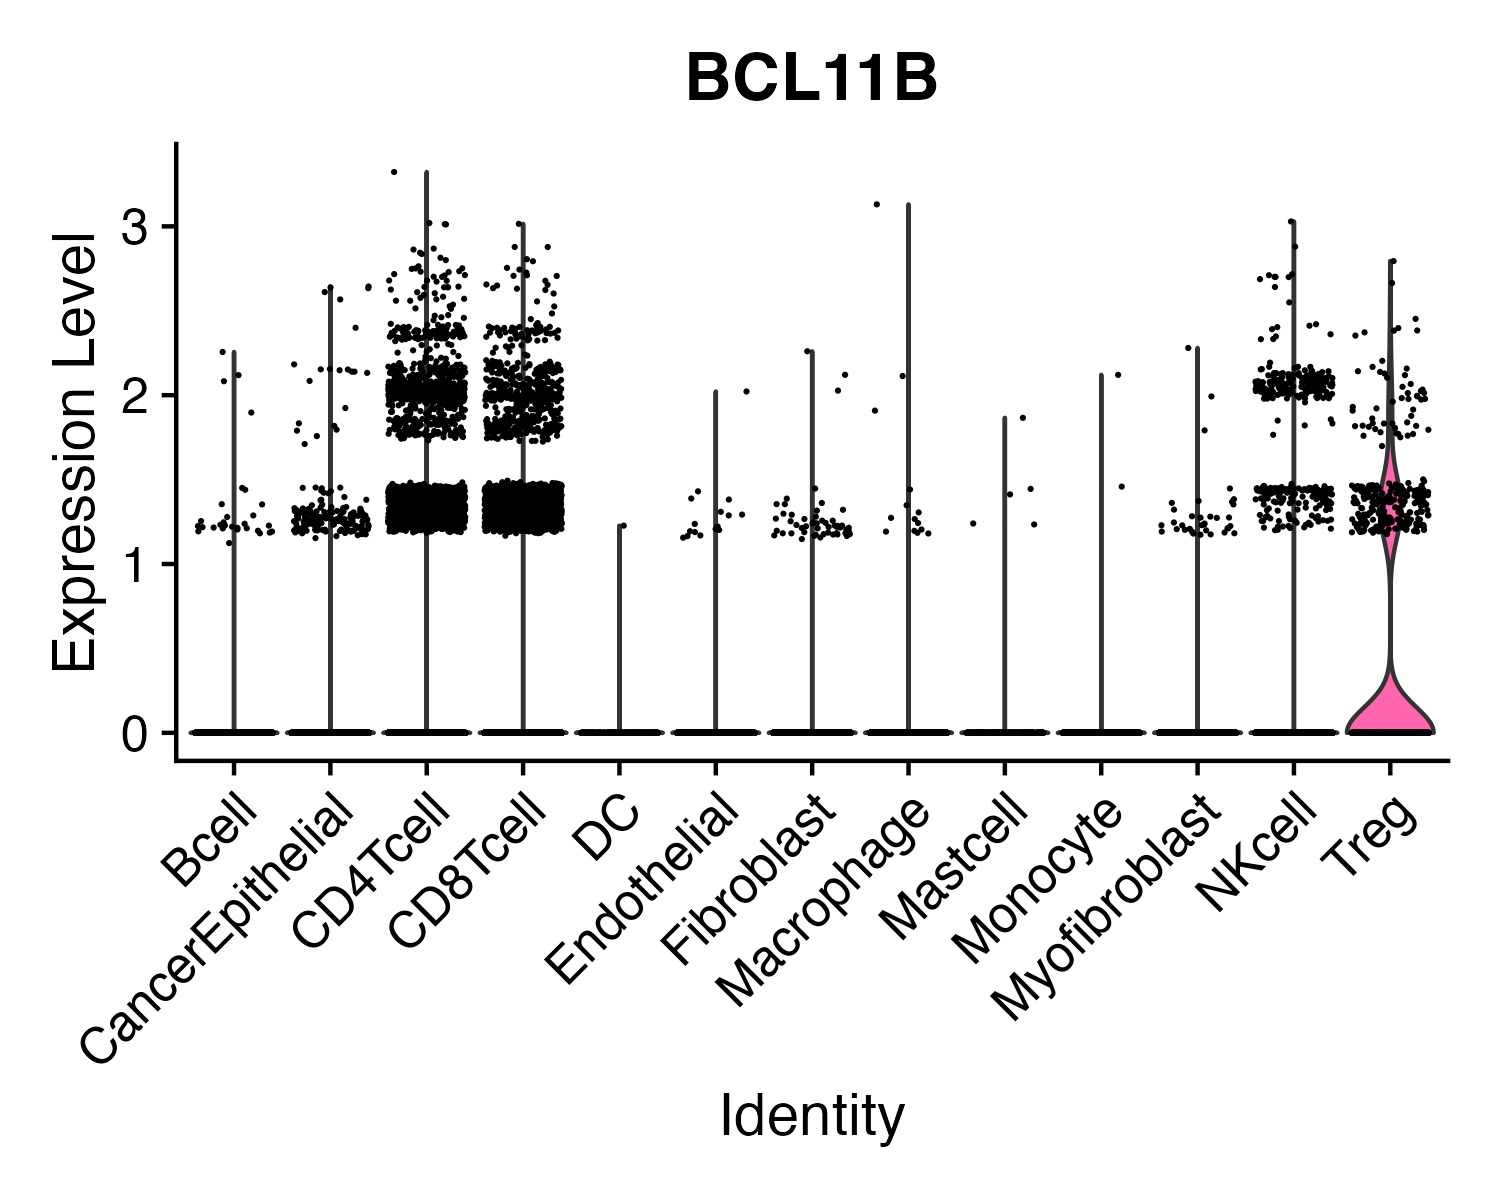 BCL11B
Expression Level
3
2
1
0
Bcell
CancerEpithelial
CD4Tcell
CD8Tcell
DC
Endothelial
Fibroblast
Macrophage
Mastcell
Monocyte
Myofibroblast
NKcell
Treg
Identity